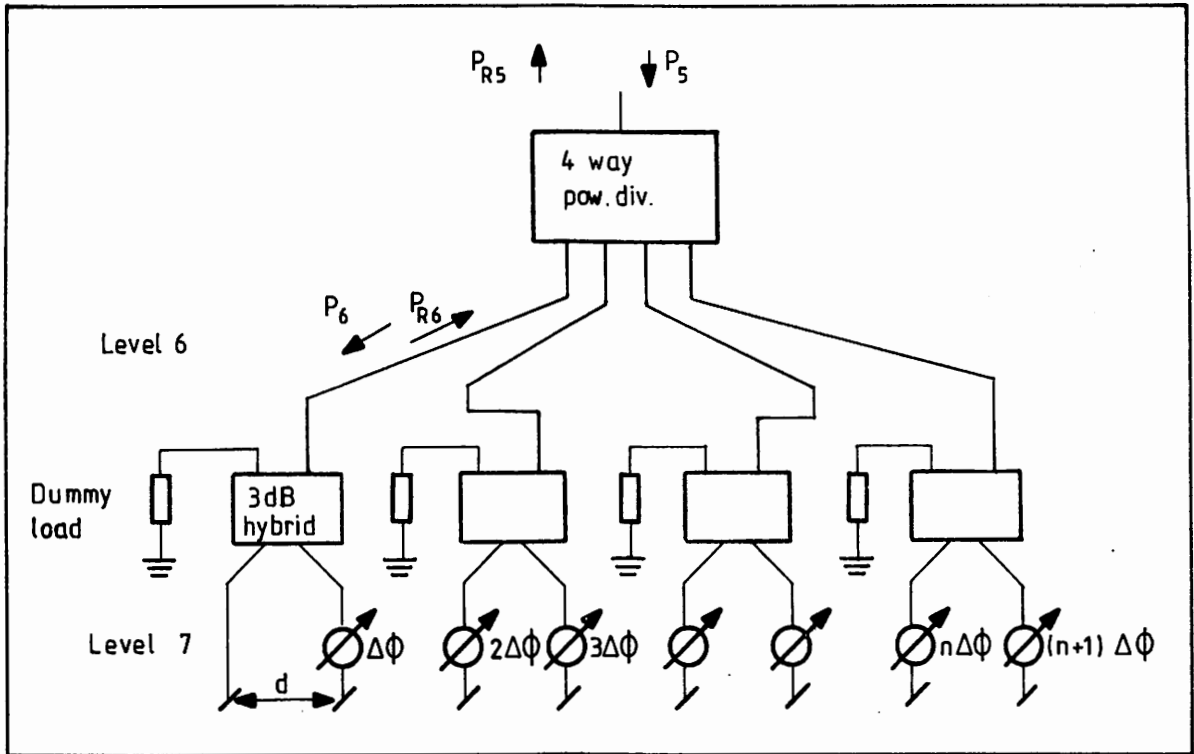 P_R5 P_5
4 way
pow. div.
P_6 P_R6
Level 6
Dummy
load
3dB
hybrid
Level 7
Δϕ 2Δϕ 3Δϕ nΔϕ (n+1) Δϕ
d